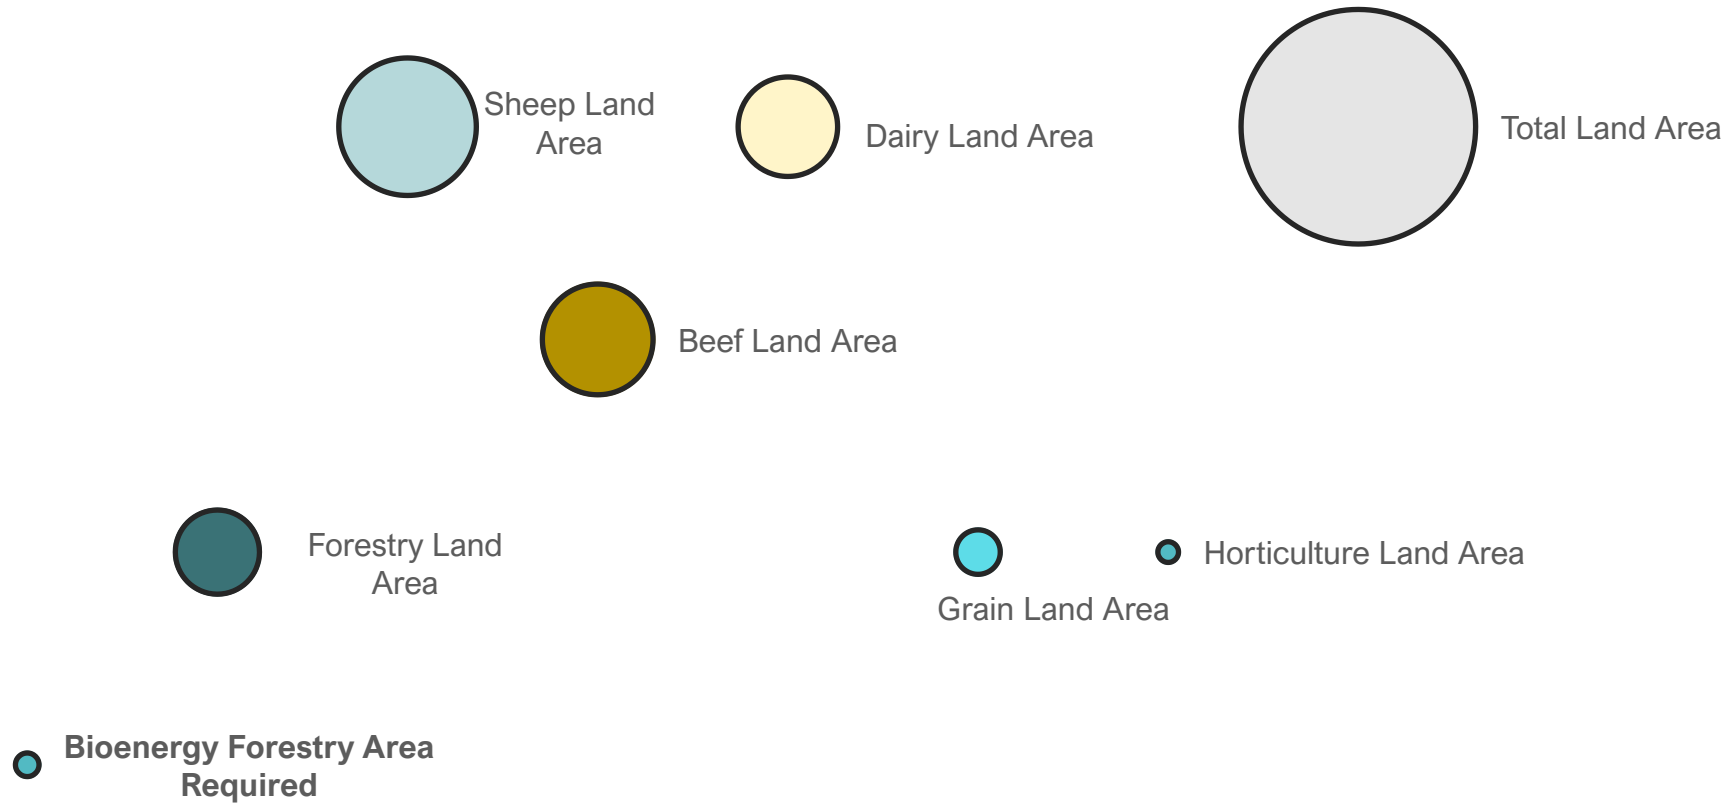 Sheep Land
Area
Dairy Land Area
Total Land Area
Beef Land Area
Forestry Land
Area
Horticulture Land Area
Grain Land Area
Bioenergy Forestry Area
Required